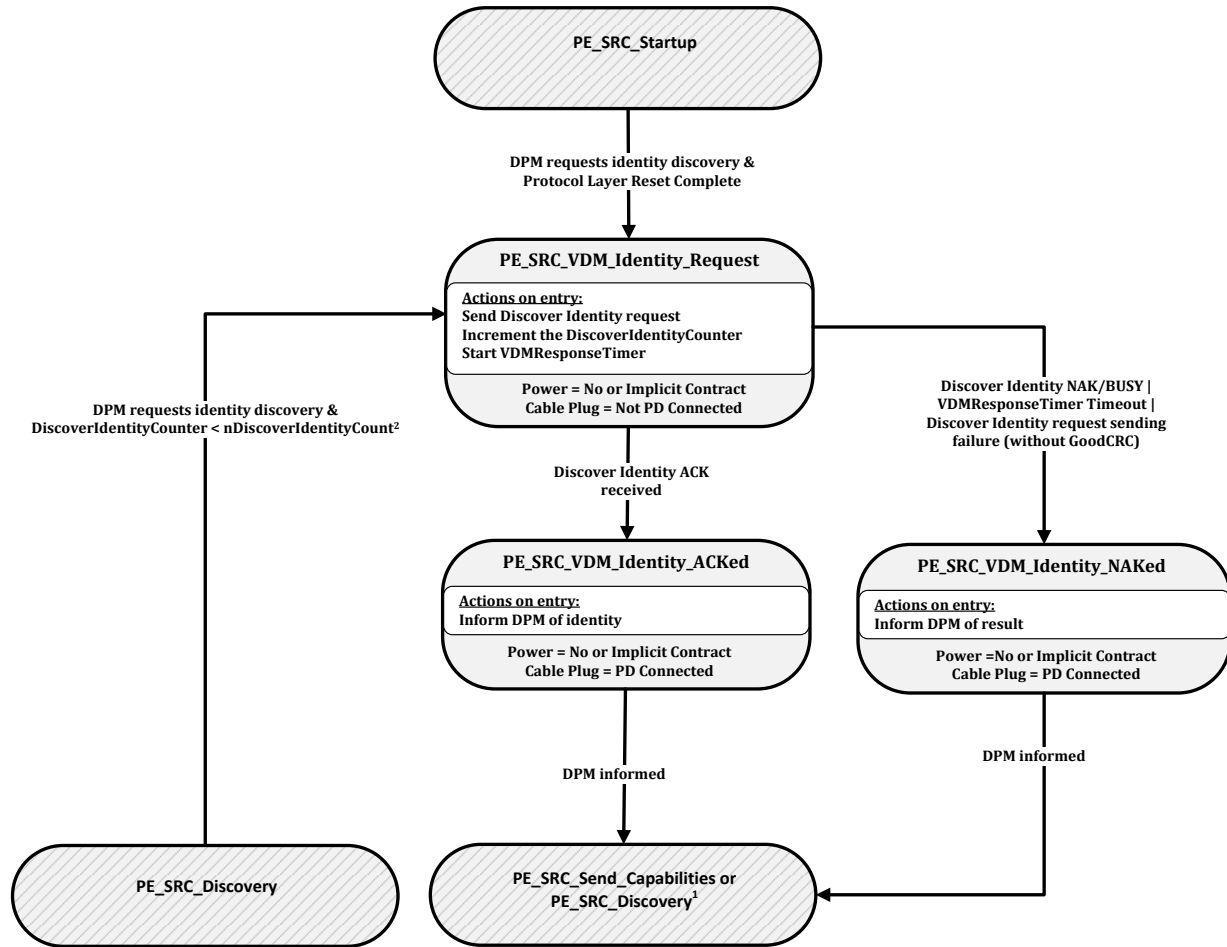 PE_SRC_Startup
DPM requests identity discovery &
Protocol Layer Reset Complete
PE_SRC_VDM_Identity_Request
Actions on entry:
Send Discover Identity request
Increment the DiscoverIdentityCounter
Start VDMResponseTimer
Power = No or Implicit Contract
Cable Plug = Not PD Connected
DPM requests identity discovery &
DiscoverIdentityCounter < nDiscoverIdentityCount²
Discover Identity NAK/BUSY |
VDMResponseTimer Timeout |
Discover Identity request sending
failure (without GoodCRC)
Discover Identity ACK
received
PE_SRC_VDM_Identity_ACKed
Actions on entry:
Inform DPM of identity
Power = No or Implicit Contract
Cable Plug = PD Connected
PE_SRC_VDM_Identity_NAKed
Actions on entry:
Inform DPM of result
Power =No or Implicit Contract
Cable Plug = PD Connected
DPM informed
DPM informed
PE_SRC_Discovery
PE_SRC_Send_Capabilities or
PE_SRC_Discovery¹